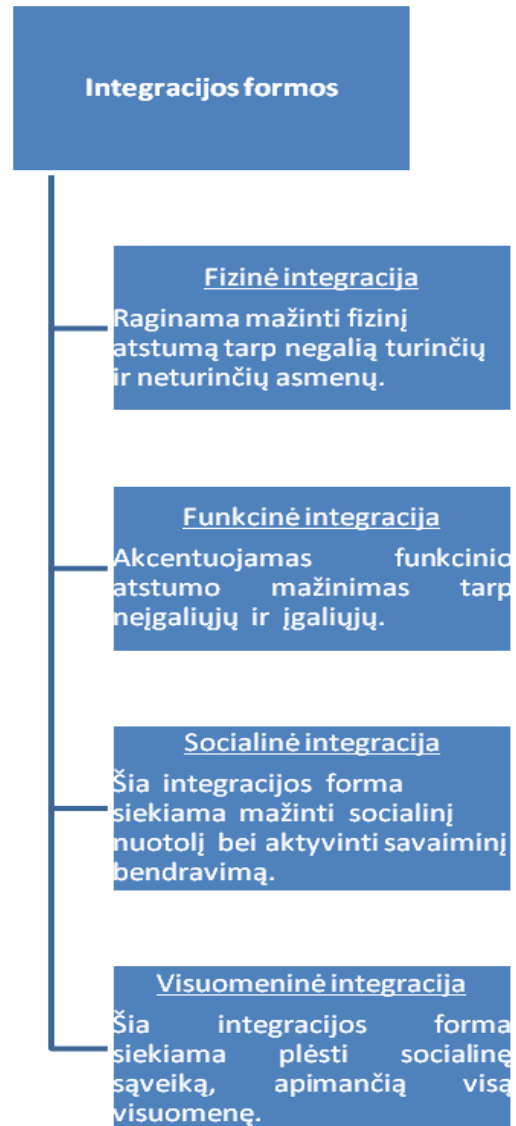 Integracijos formos
Fizinė integracija
Raginama mažinti fizinį
atstumą tarp negalią turinčių
ir neturinčių asmenų.
Funkcinė integracija
Akcentuojamas funkcinio
atstumo mažinimas tarp
neįgaliųjų ir įgaliųjų.
Socialinė integracija
Šia integracijos forma
siekiama mažinti socialinį
nuotolį bei aktyvinti savaiminį
bendravimą.
Visuomeninė integracija
Šia integracijos forma
siekiama plėsti socialinę
sąveiką, apimančią visą
visuomenę.